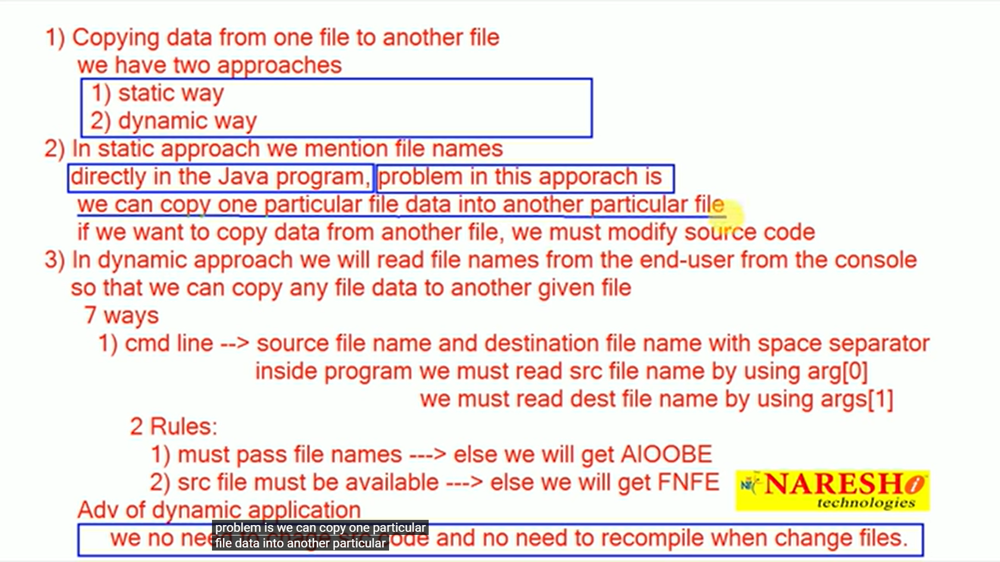 1) Copying data from one file to another file
we have two approaches
1) static way
2) dynamic way
2) In static approach we mention file names
directly in the Java program, problem in this apporach is
we can copy one particular file data into another particular file
if we want to copy data from another file, we must modify source code
3) In dynamic approach we will read file names from the end-user from the console
so that we can copy any file data to another given file
7 ways
1) cmd line --> source file name and destination file name with space separator
inside program we must read src file name by using arg[0]
we must read dest file name by using args[1]
2 Rules:
1) must pass file names ---> else we will get AIOOBE
2) src file must be available ---> else we will get FNFE
NARESH i
technologies
Adv of dynamic application
we no need to chage src code and no need to recompile when change files.
problem is we can copy one particular
file data into another particular